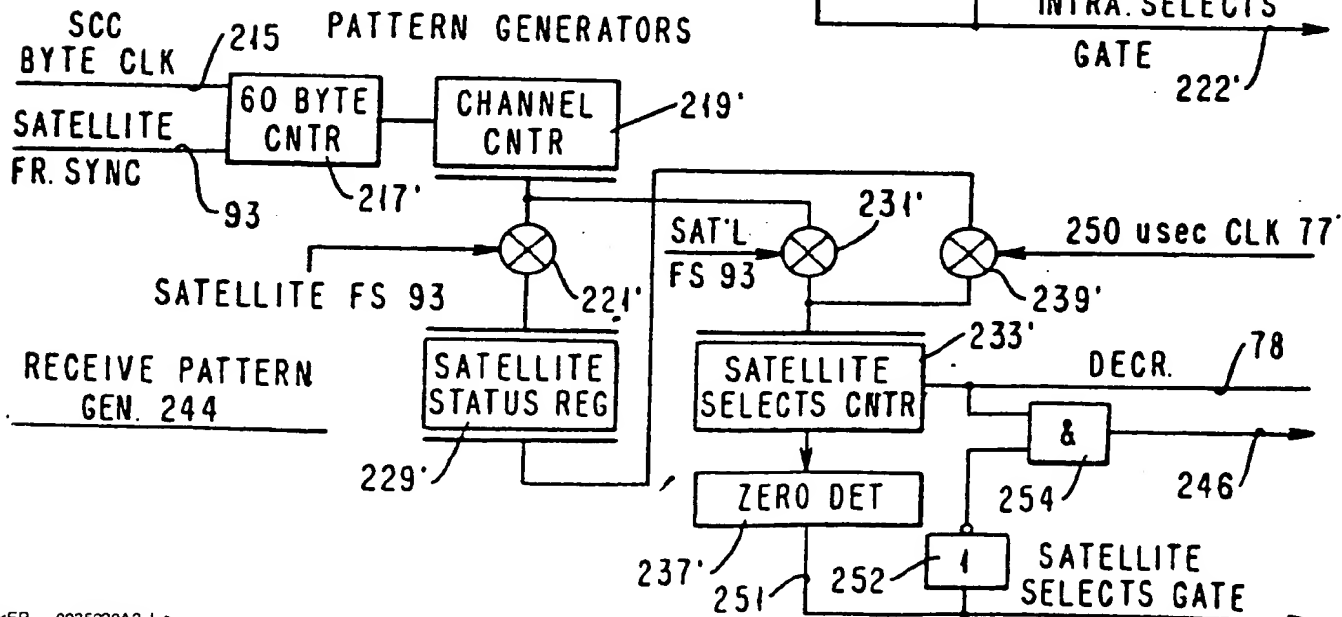 INTRA. SELECTS
GATE
222'
PATTERN GENERATORS
SCC
BYTE CLK
215
SATELLITE
FR. SYNC
93
60 BYTE
CNTR
217'
CHANNEL
CNTR
219'
SATELLITE FS 93
221'
SAT'L
FS 93
231'
250 usec CLK 77'
239'
RECEIVE PATTERN
GEN. 244
SATELLITE
STATUS REG
229'
SATELLITE
SELECTS CNTR
233'
DECR.
78
&
254
246
ZERO DET
237'
251
252
1
SATELLITE
SELECTS GATE